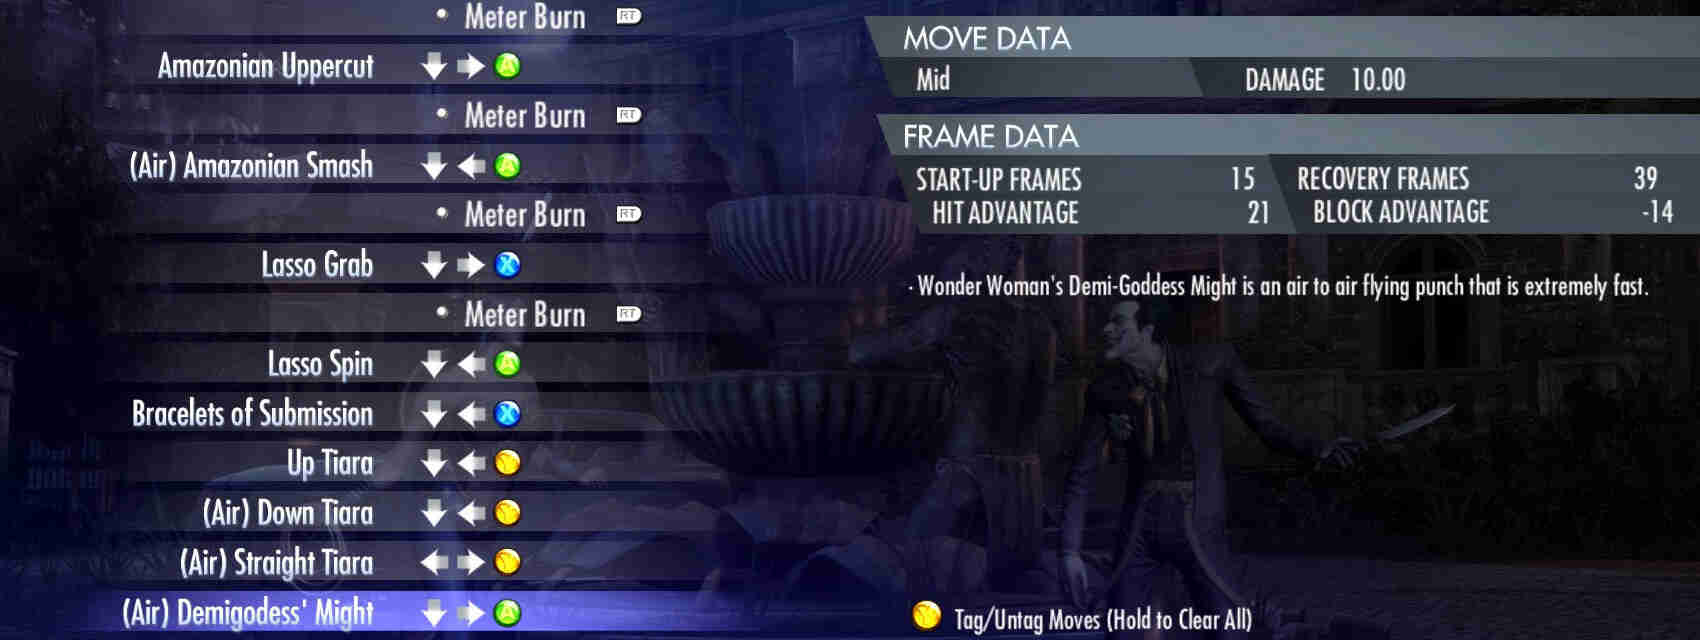 Meter Burn RT
Amazonian Uppercut A
Meter Burn RT
(Air) Amazonian Smash A
Meter Burn RT
Lasso Grab X
Meter Burn RT
Lasso Spin A
Bracelets of Submission X
Up Tiara Y
(Air) Down Tiara Y
(Air) Straight Tiara Y
(Air) Demigodess' Might A
MOVE DATA
Mid DAMAGE 10.00
FRAME DATA
START-UP FRAMES 15 RECOVERY FRAMES 39
HIT ADVANTAGE 21 BLOCK ADVANTAGE -14
· Wonder Woman's Demi-Goddess Might is an air to air flying punch that is extremely fast.
Y Tag/Untag Moves (Hold to Clear All)